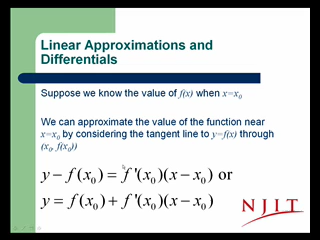 Linear Approximations and
Differentials
Suppose we know the value of f(x) when x=x₀
We can approximate the value of the function near
x=x₀ by considering the tangent line to y=f(x) through
(x₀, f(x₀))
y − f(x₀) = f'(x₀)(x − x₀) or
y = f(x₀) + f'(x₀)(x − x₀)
NJIT